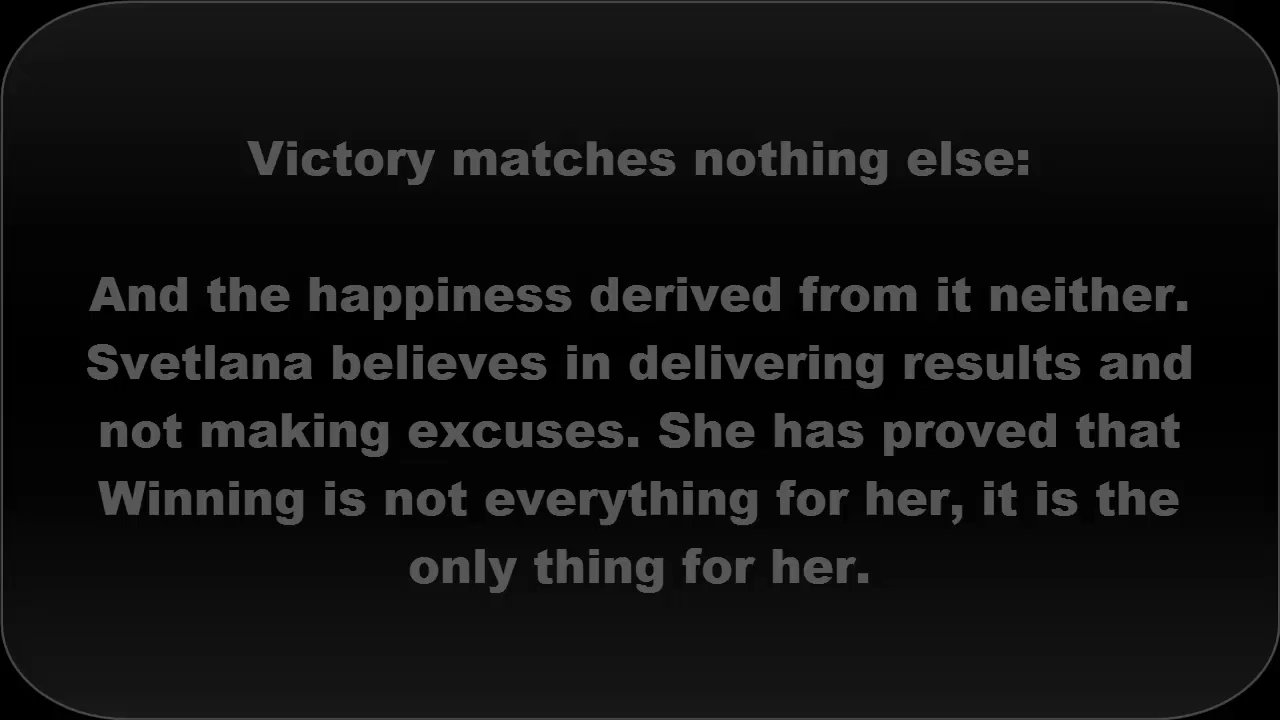 Victory matches nothing else:
And the happiness derived from it neither.
Svetlana believes in delivering results and
not making excuses. She has proved that
Winning is not everything for her, it is the
only thing for her.